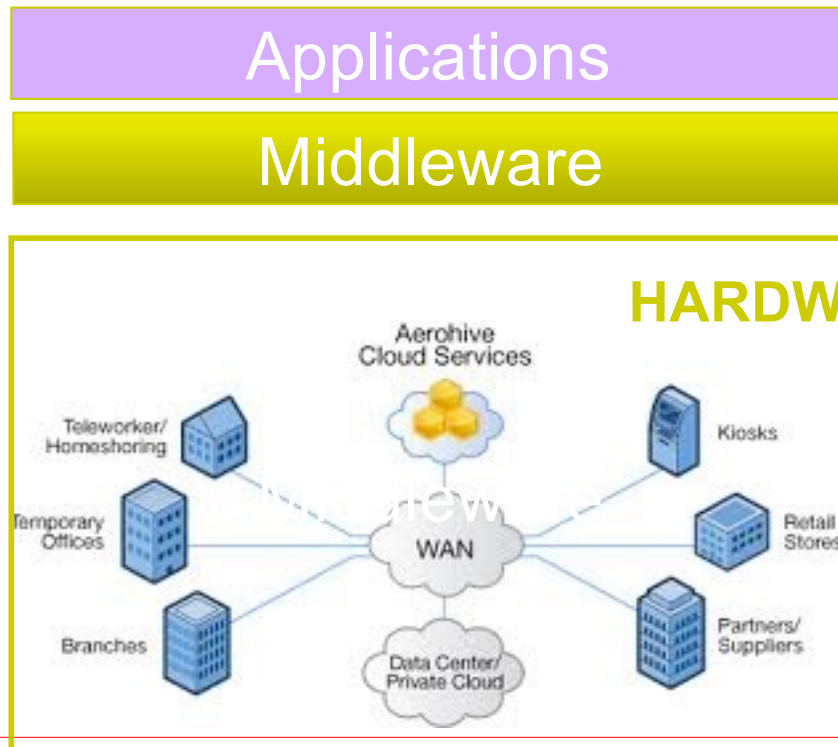 Applications
Middleware
HARDW
Aerohive
Cloud Services
Teleworker/
Homeshoring
Kiosks
Middleware
Temporary
Offices
WAN
Retail
Stores
Branches
Data Center/
Private Cloud
Partners/
Suppliers